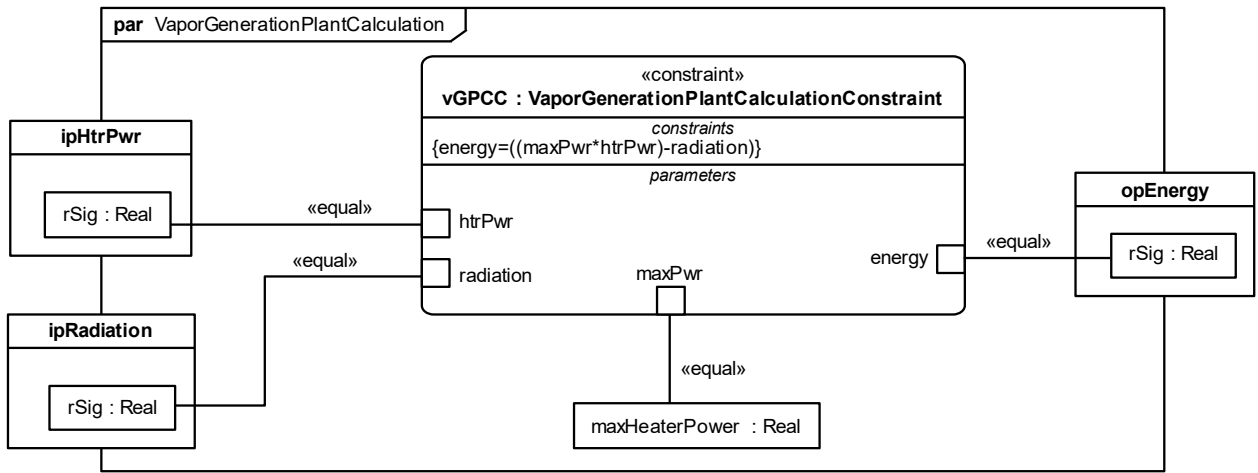 par VaporGenerationPlantCalculation
«constraint»
vGPCC : VaporGenerationPlantCalculationConstraint
constraints
{energy=((maxPwr*htrPwr)-radiation)}
parameters
ipHtrPwr
rSig : Real
«equal»
htrPwr
opEnergy
rSig : Real
«equal»
energy
«equal»
radiation
maxPwr
ipRadiation
rSig : Real
«equal»
maxHeaterPower : Real